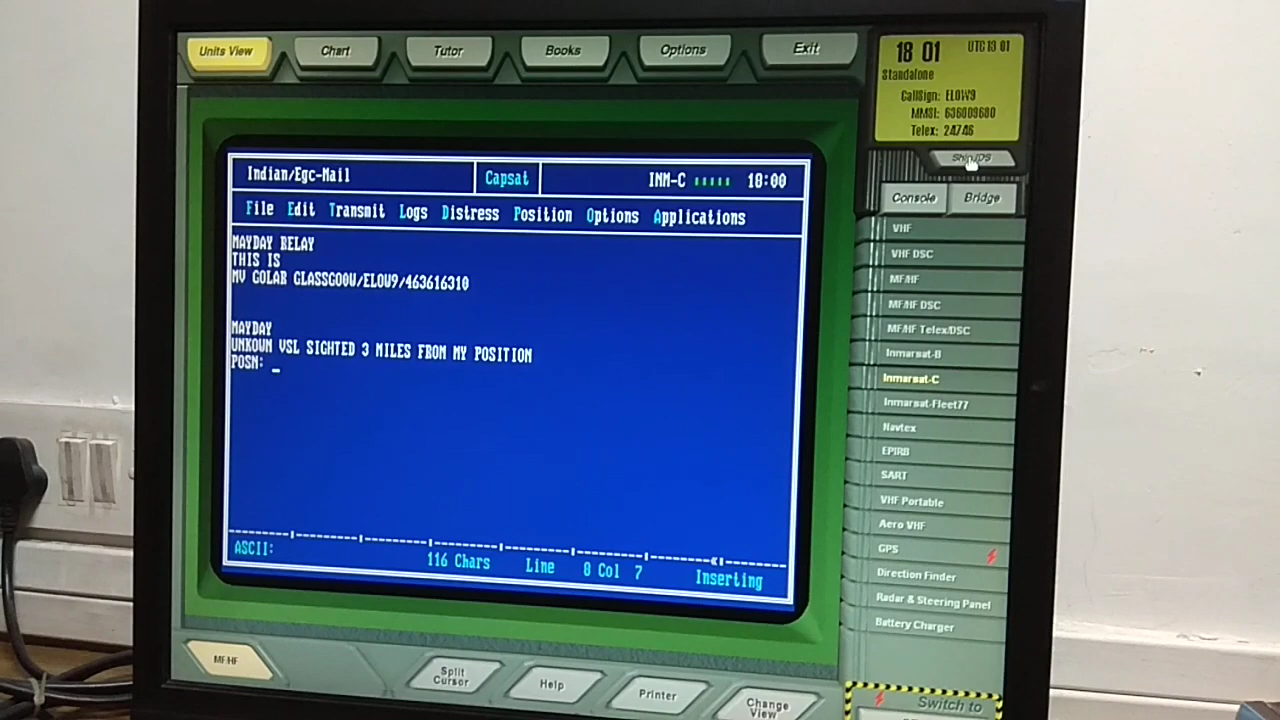 Units View Chart Tutor Books Options Exit
18 01 UTC 13 01
Standalone
CallSign: ELOW9
MMSI: 636009680
Telex: 24746
Console Bridge
Indian/Egc-Mail Capsat INM-C 18:00
File Edit Transmit Logs Distress Position Options Applications
MAYDAY RELAY
THIS IS
MV GOLAR GLASSGOOW/ELOW9/463616310
MAYDAY
UNKOWN VSL SIGHTED 3 MILES FROM MY POSITION
POSN: _
ASCII: 116 Chars Line 8 Col 7 Inserting
VHF
VHF DSC
MF/HF
MF/HF DSC
MF/HF Telex/DSC
Inmarsat-B
Inmarsat-C
Inmarsat-Fleet77
Navtex
EPIRB
SART
VHF Portable
Aero VHF
GPS
Direction Finder
Radar & Steering Panel
Battery Charger
MF/HF
Split
Cursor
Help
Printer
Change
View
Switch to